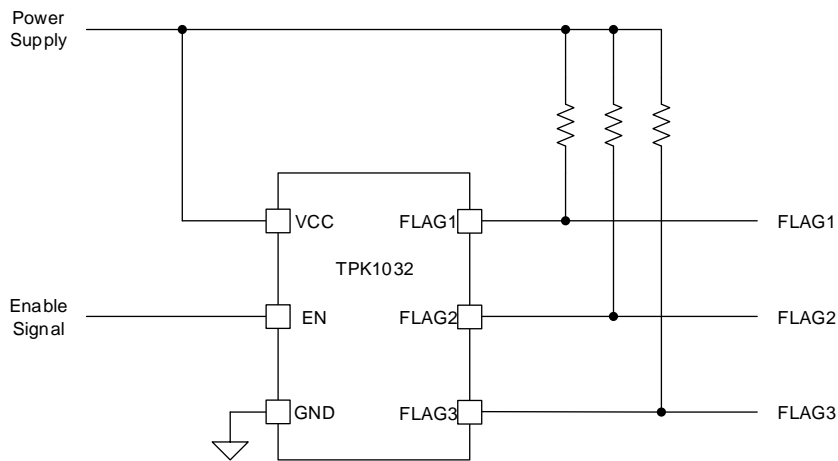 Power
Supply
VCC
FLAG1
FLAG1
TPK1032
Enable
Signal
EN
FLAG2
FLAG2
GND
FLAG3
FLAG3